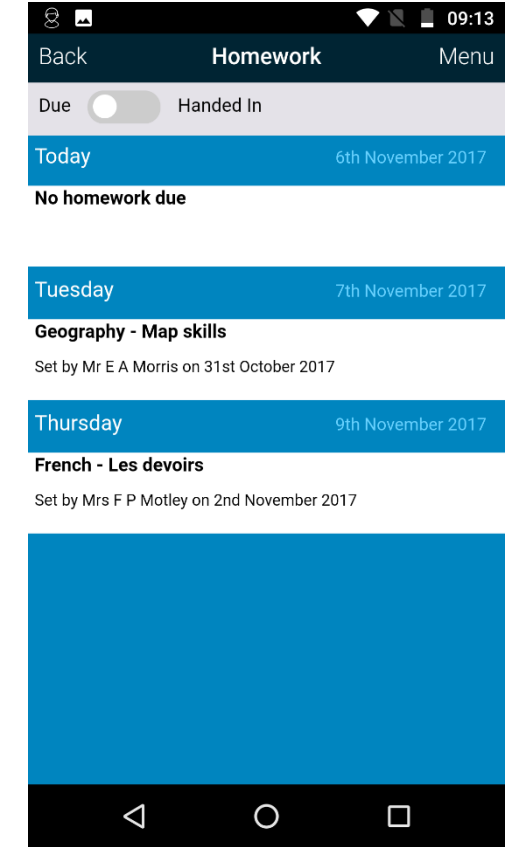 09:13
Back Homework Menu
Due Handed In
Today 6th November 2017
No homework due
Tuesday 7th November 2017
Geography - Map skills
Set by Mr E A Morris on 31st October 2017
Thursday 9th November 2017
French - Les devoirs
Set by Mrs F P Motley on 2nd November 2017